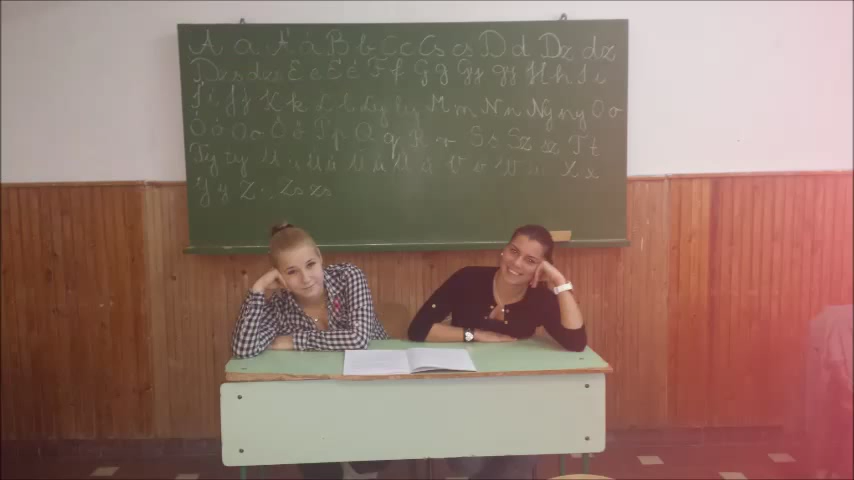 A a Á á B b C c Cs cs D d Dz dz
Dzs dzs E e É é F f G g Gy gy H h I i
Í í J j K k L l Ly ly M m N n Ny ny O o
Ó ó Ö ö Ő ő P p Q q R r S s Sz sz T t
Ty ty U u Ú ú Ü ü Ű ű V v W w X x
Y y Z z Zs zs